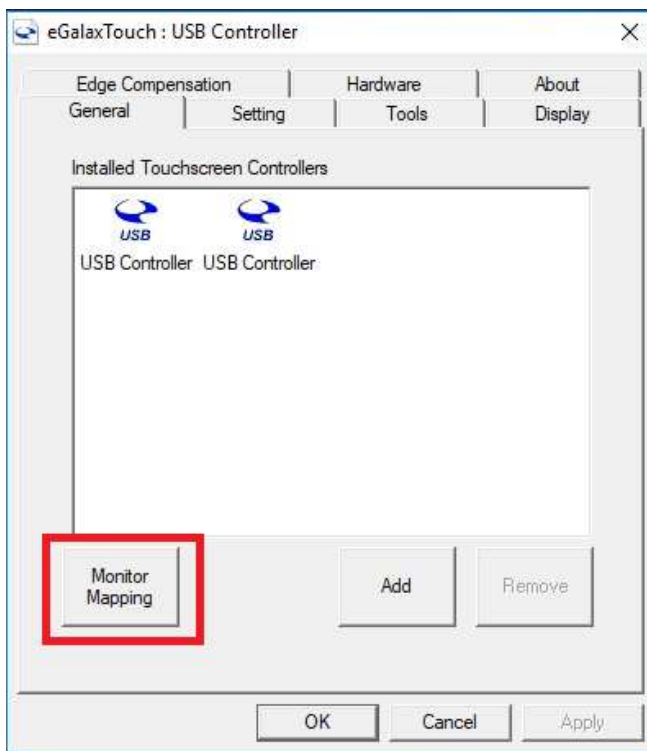 eGalaxTouch : USB Controller
Edge Compensation Hardware About
General Setting Tools Display
Installed Touchscreen Controllers
USB USB
USB Controller USB Controller
Monitor
Mapping
Add
Remove
OK Cancel Apply